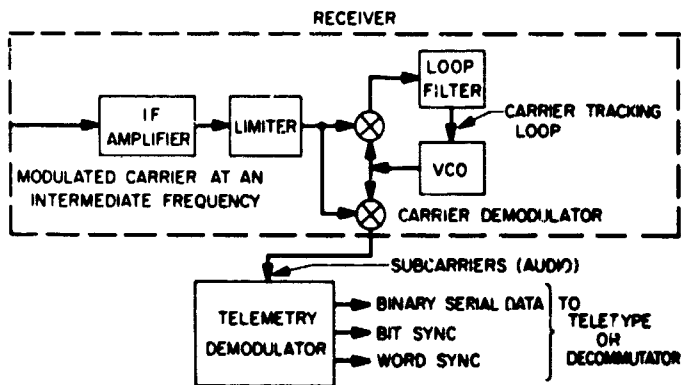 RECEIVER
LOOP
FILTER
IF
AMPLIFIER
LIMITER
CARRIER TRACKING
LOOP
VCO
MODULATED CARRIER AT AN
INTERMEDIATE FREQUENCY
CARRIER DEMODULATOR
SUBCARRIERS (AUDIO)
TELEMETRY
DEMODULATOR
BINARY SERIAL DATA
BIT SYNC
WORD SYNC
TO
TELETYPE
OR
DECOMMUTATOR